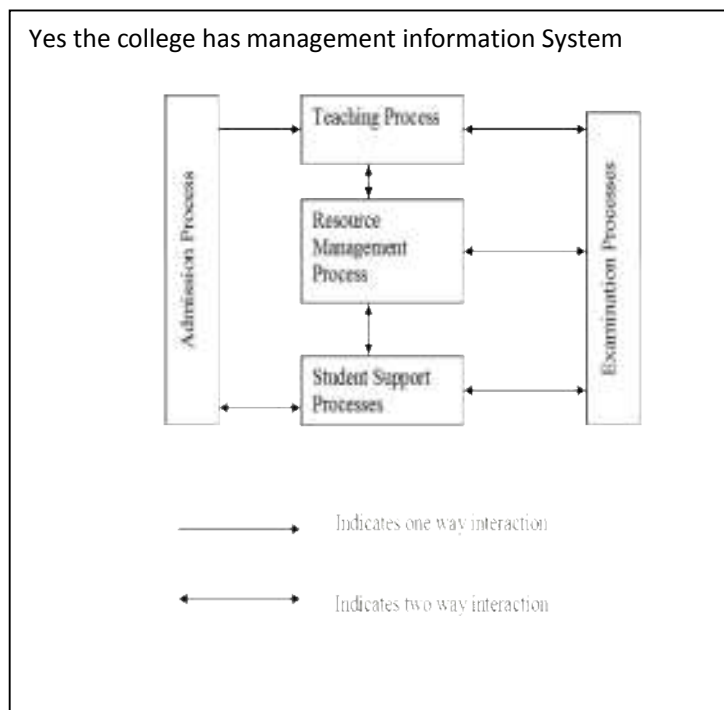 Yes the college has management information System
Admission Process
Teaching Process
Resource
Management
Process
Student Support
Processes
Examination Processes
Indicates one way interaction
Indicates two way interaction